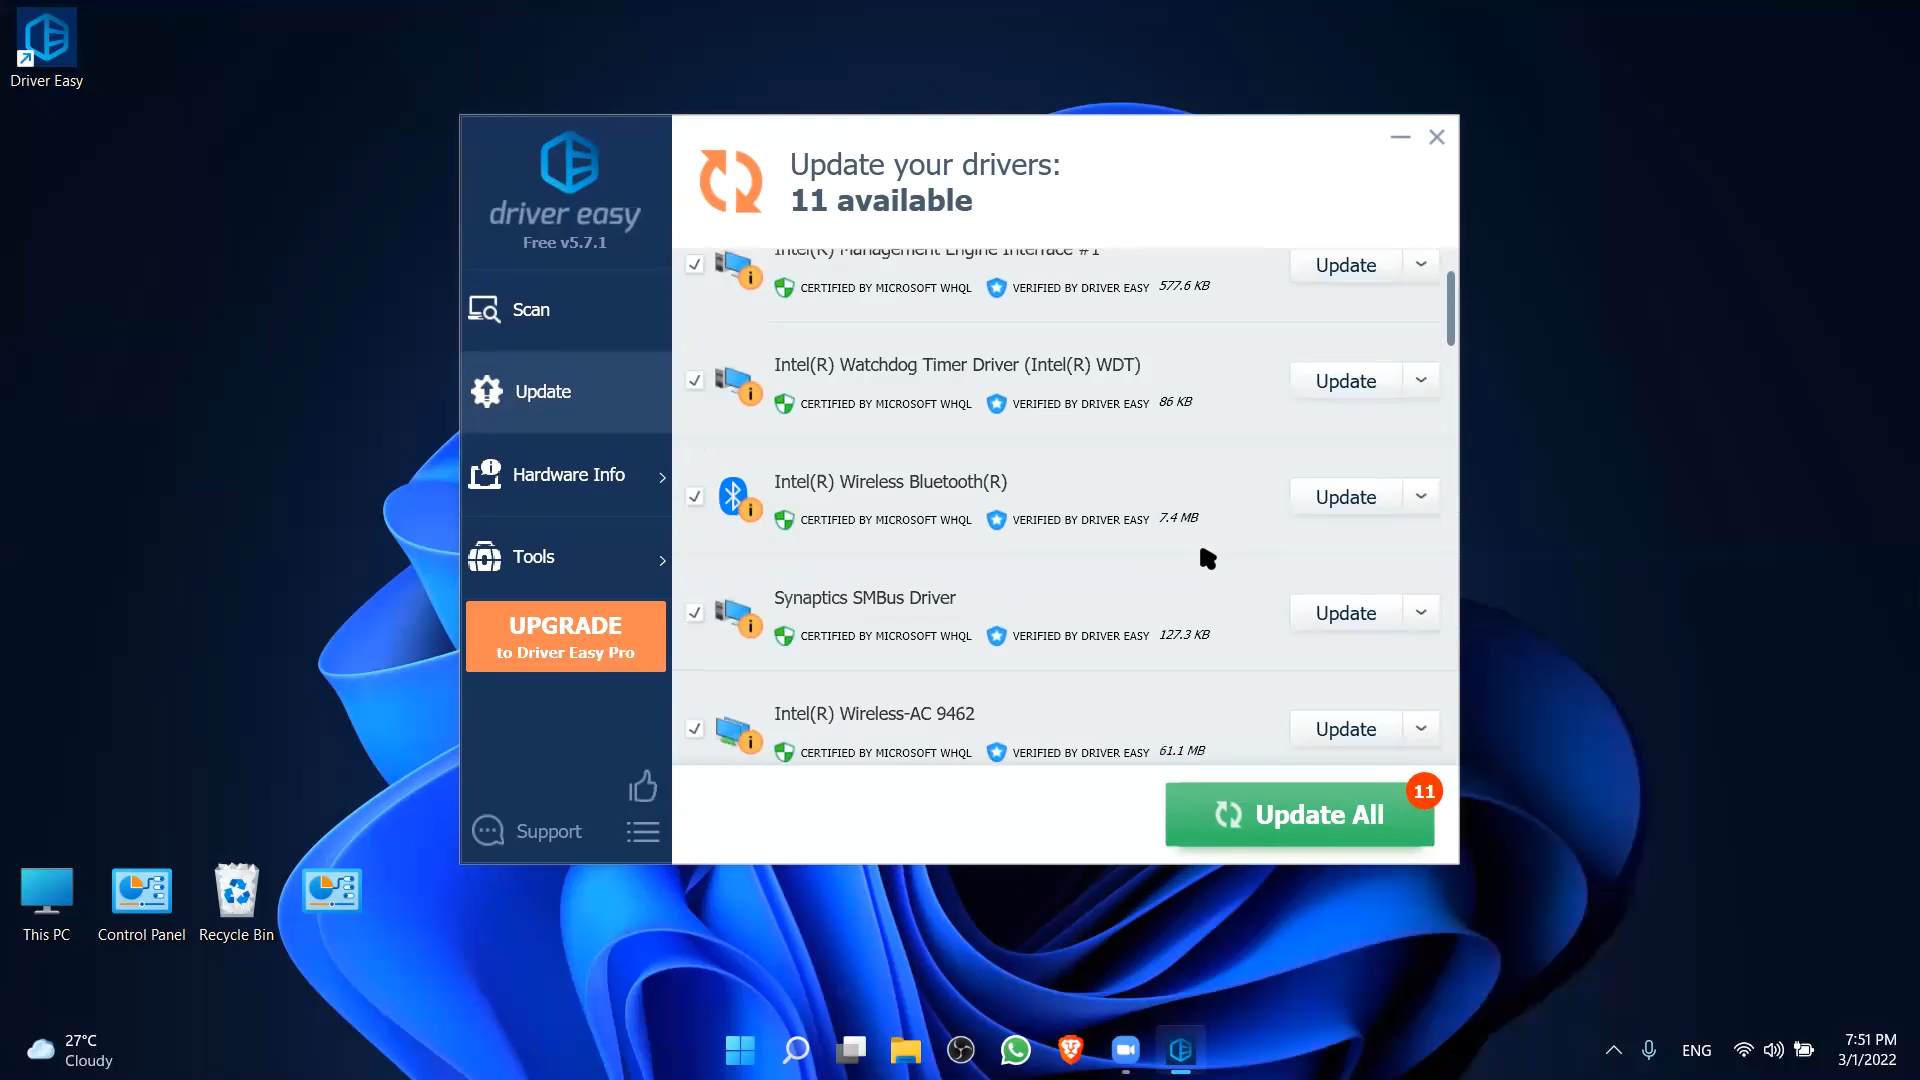 Driver Easy
driver easy
Free v5.7.1
Scan
Update
Hardware Info
Tools
UPGRADE
to Driver Easy Pro
Support
Update your drivers:
11 available
Intel(R) Management Engine Interface #1
CERTIFIED BY MICROSOFT WHQL VERIFIED BY DRIVER EASY 577.6 KB
Update
Intel(R) Watchdog Timer Driver (Intel(R) WDT)
CERTIFIED BY MICROSOFT WHQL VERIFIED BY DRIVER EASY 86 KB
Update
Intel(R) Wireless Bluetooth(R)
CERTIFIED BY MICROSOFT WHQL VERIFIED BY DRIVER EASY 7.4 MB
Update
Synaptics SMBus Driver
CERTIFIED BY MICROSOFT WHQL VERIFIED BY DRIVER EASY 127.3 KB
Update
Intel(R) Wireless-AC 9462
CERTIFIED BY MICROSOFT WHQL VERIFIED BY DRIVER EASY 61.1 MB
Update
Update All
11
This PC
Control Panel
Recycle Bin
27°C
Cloudy
ENG
7:51 PM
3/1/2022